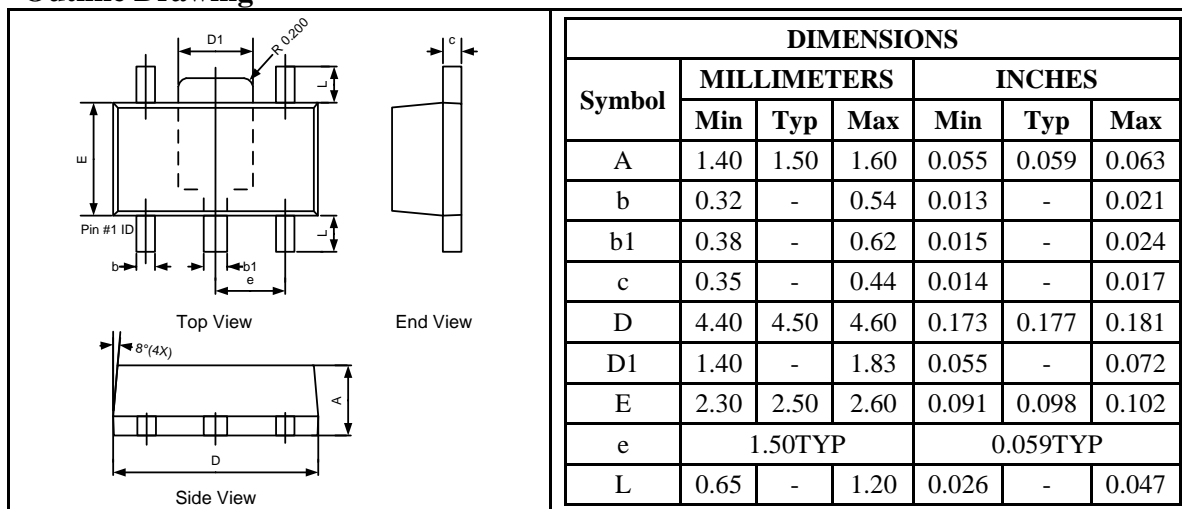 D1
R 0.200
c
L
E
Pin #1 ID
L
b
b1
e
Top View
End View
8°(4X)
A
D
Side View
DIMENSIONS
Symbol MILLIMETERS INCHES
Min Typ Max Min Typ Max
A 1.40 1.50 1.60 0.055 0.059 0.063
b 0.32 - 0.54 0.013 - 0.021
b1 0.38 - 0.62 0.015 - 0.024
c 0.35 - 0.44 0.014 - 0.017
D 4.40 4.50 4.60 0.173 0.177 0.181
D1 1.40 - 1.83 0.055 - 0.072
E 2.30 2.50 2.60 0.091 0.098 0.102
e 1.50TYP 0.059TYP
L 0.65 - 1.20 0.026 - 0.047